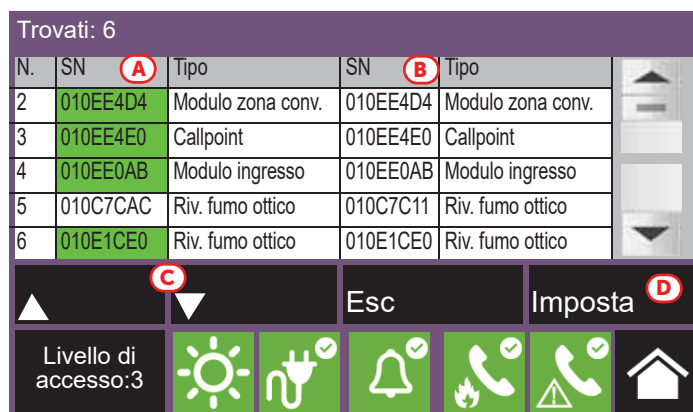 Trovati: 6
N. SN A Tipo SN B Tipo
2 010EE4D4 Modulo zona conv. 010EE4D4 Modulo zona conv.
3 010EE4E0 Callpoint 010EE4E0 Callpoint
4 010EE0AB Modulo ingresso 010EE0AB Modulo ingresso
5 010C7CAC Riv. fumo ottico 010C7C11 Riv. fumo ottico
6 010E1CE0 Riv. fumo ottico 010E1CE0 Riv. fumo ottico
C
Esc Imposta D
Livello di
accesso:3